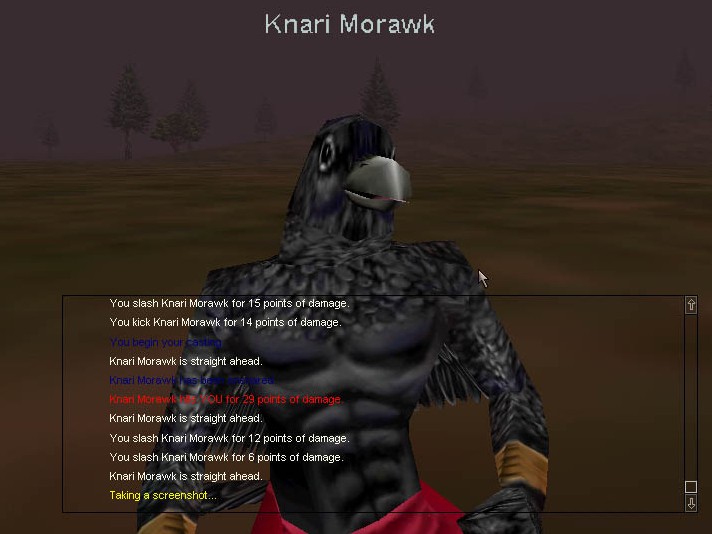 Knari Morawk
You slash Knari Morawk for 15 points of damage.
You kick Knari Morawk for 14 points of damage.
You begin your casting.
Knari Morawk is straight ahead.
Knari Morawk has been ensnared.
Knari Morawk hits YOU for 29 points of damage.
Knari Morawk is straight ahead.
You slash Knari Morawk for 12 points of damage.
You slash Knari Morawk for 6 points of damage.
Knari Morawk is straight ahead.
Taking a screenshot...